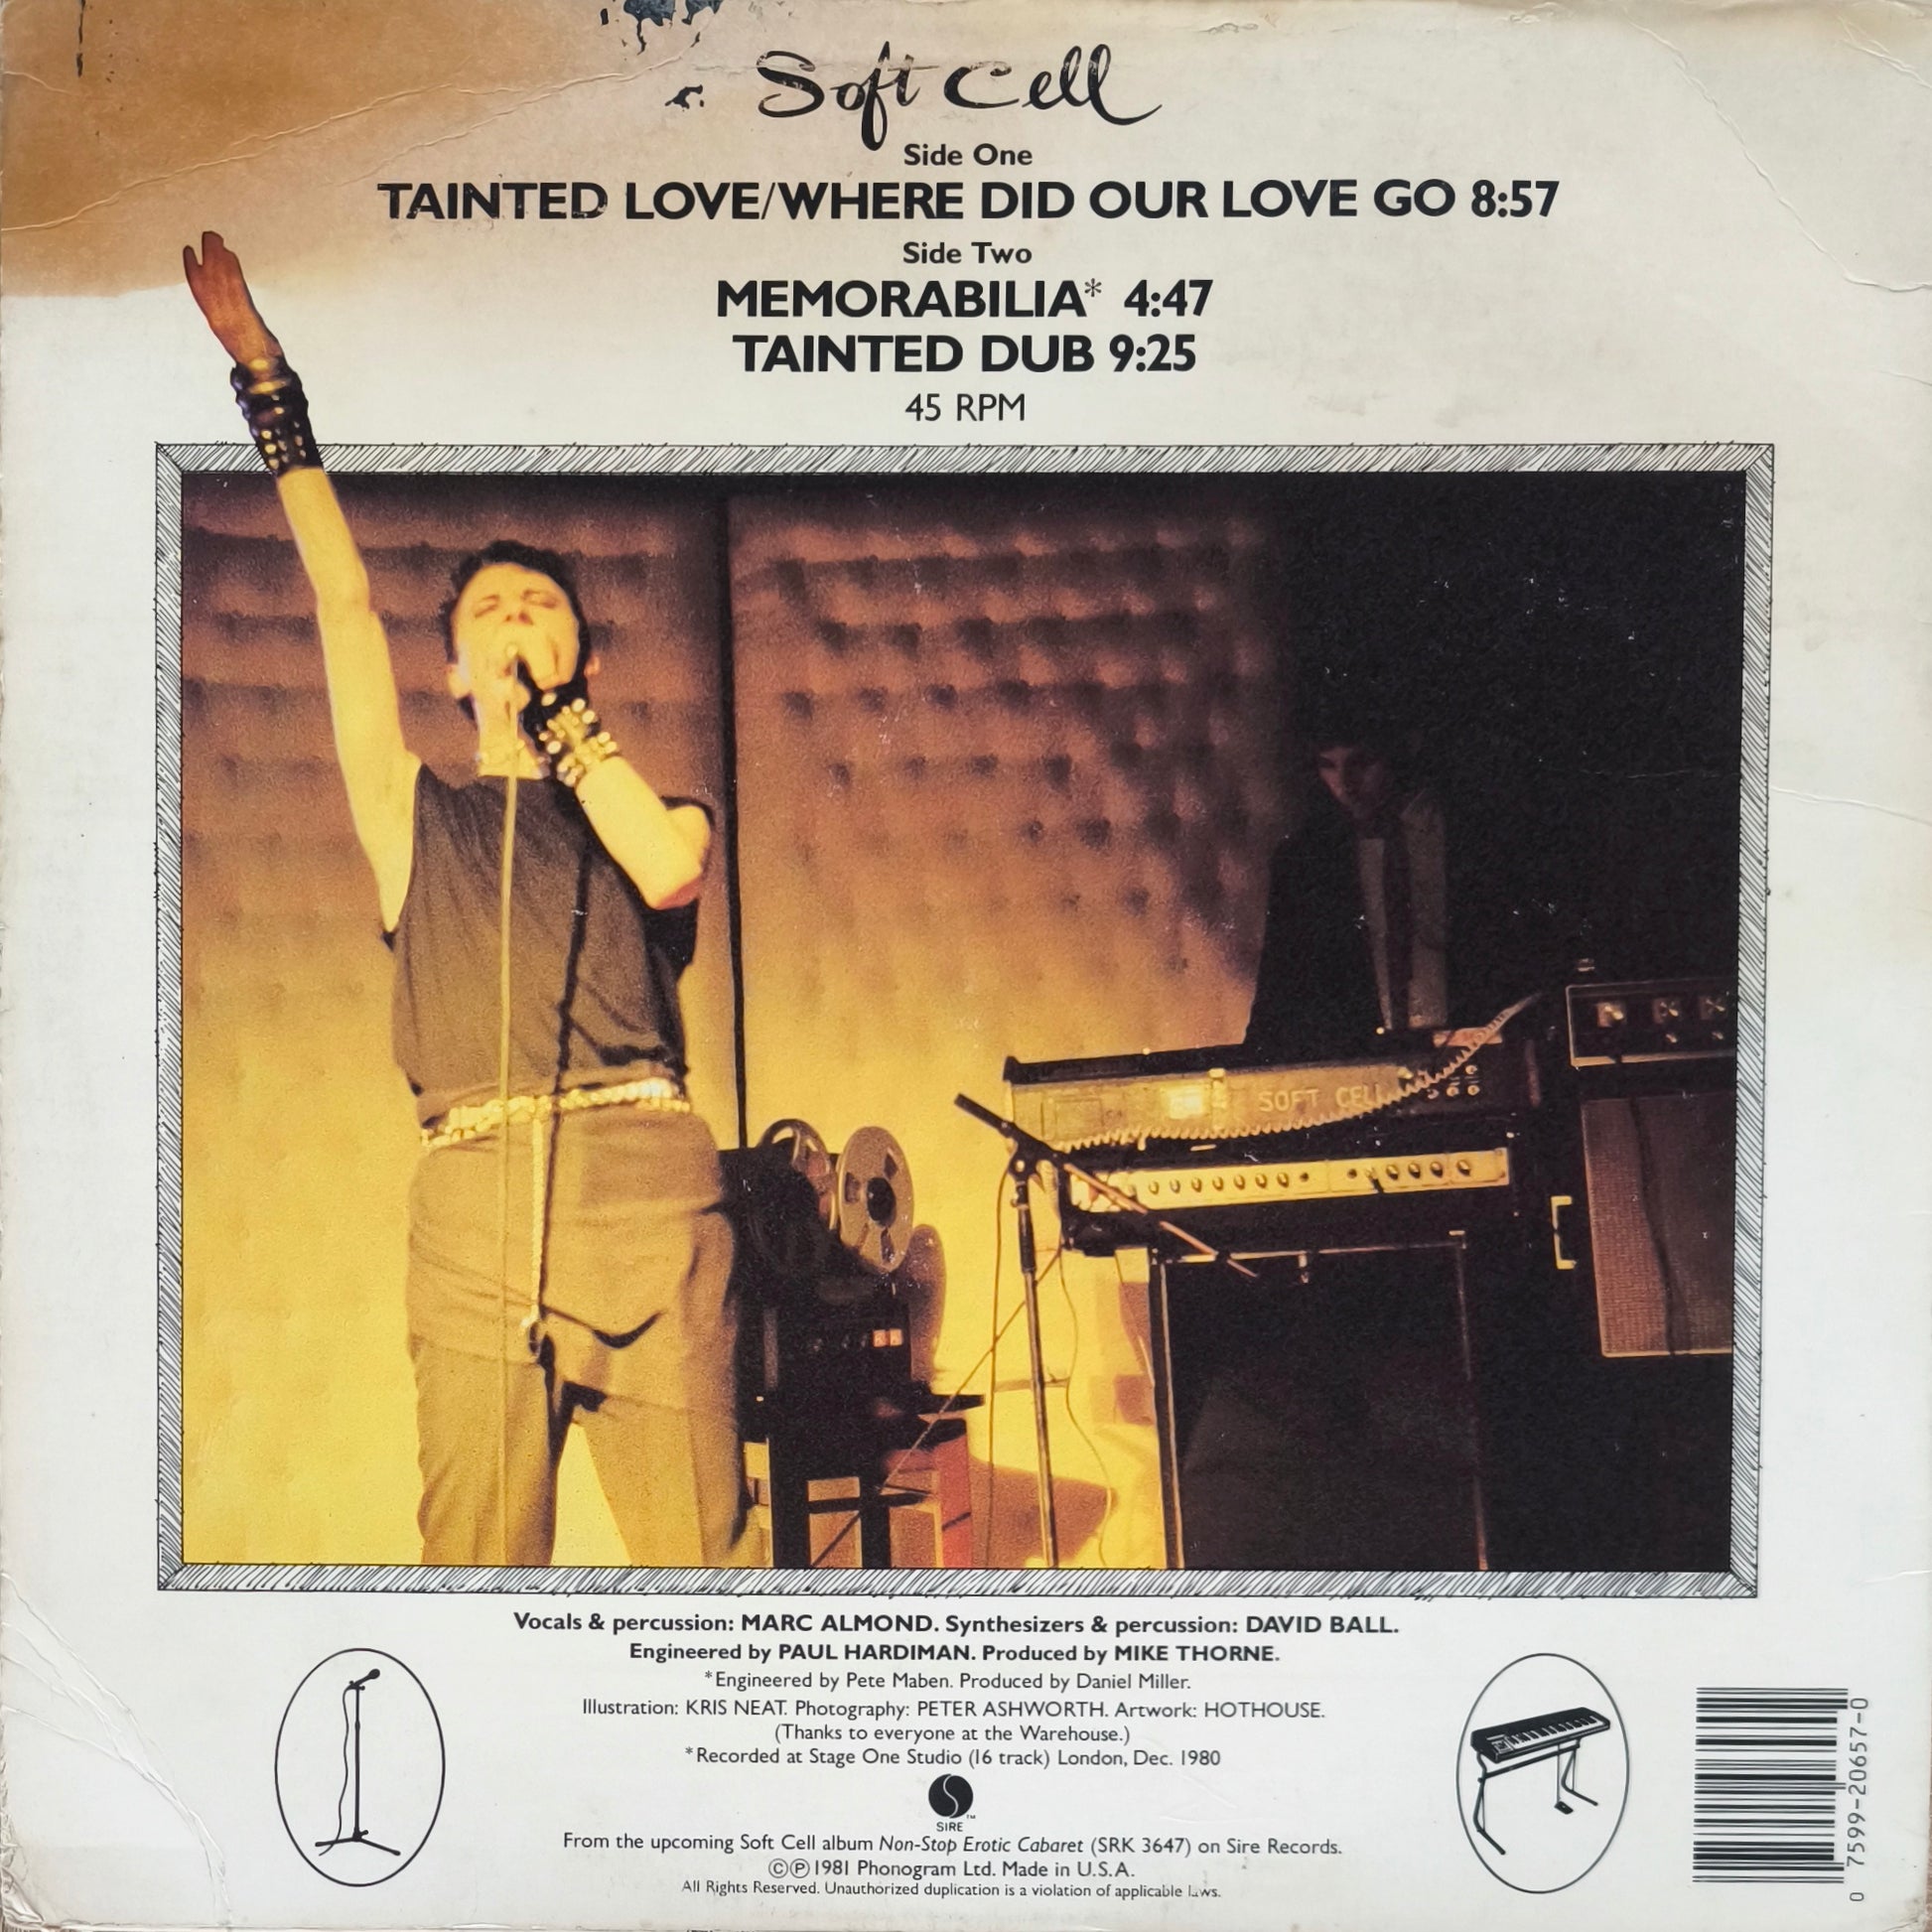 Soft Cell
Side One
TAINTED LOVE/WHERE DID OUR LOVE GO 8:57
Side Two
MEMORABILIA* 4:47
TAINTED DUB 9:25
45 RPM
SOFT CELL
Vocals & percussion: MARC ALMOND. Synthesizers & percussion: DAVID BALL.
Engineered by PAUL HARDIMAN. Produced by MIKE THORNE.
*Engineered by Pete Maben. Produced by Daniel Miller.
Illustration: KRIS NEAT. Photography: PETER ASHWORTH. Artwork: HOTHOUSE.
(Thanks to everyone at the Warehouse.)
*Recorded at Stage One Studio (16 track) London, Dec. 1980
SIRE™
From the upcoming Soft Cell album Non-Stop Erotic Cabaret (SRK 3647) on Sire Records.
©℗1981 Phonogram Ltd. Made in U.S.A.
All Rights Reserved. Unauthorized duplication is a violation of applicable laws.
0 7599-20657-0